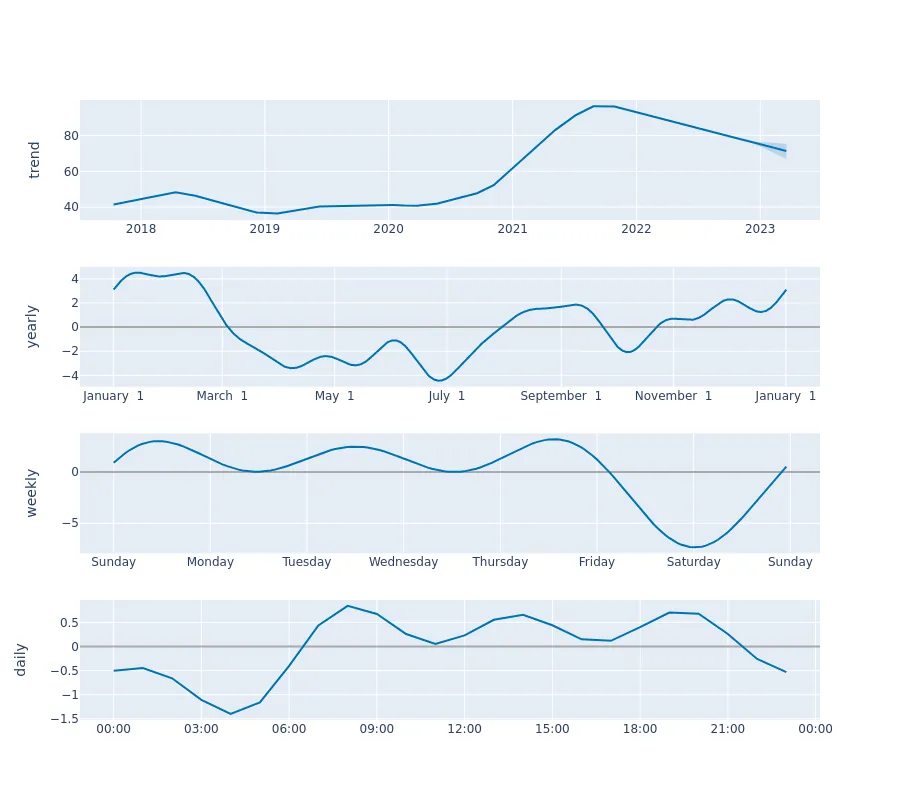 trend
80
60
40
2018 2019 2020 2021 2022 2023
yearly
4
2
0
−2
−4
January 1 March 1 May 1 July 1 September 1 November 1 January 1
weekly
0
−5
Sunday Monday Tuesday Wednesday Thursday Friday Saturday Sunday
daily
0.5
0
−0.5
−1
−1.5
00:00 03:00 06:00 09:00 12:00 15:00 18:00 21:00 00:00